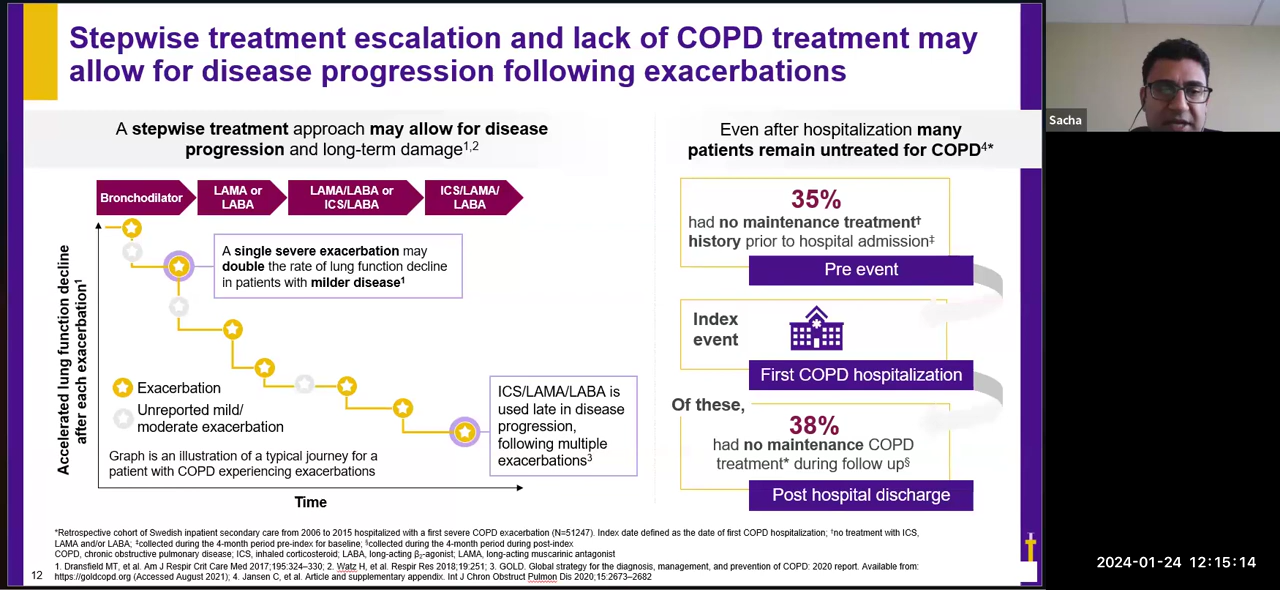 Stepwise treatment escalation and lack of COPD treatment may
allow for disease progression following exacerbations
A stepwise treatment approach may allow for disease
progression and long-term damage1,2
Bronchodilator
LAMA or
LABA
LAMA/LABA or
ICS/LABA
ICS/LAMA/
LABA
Accelerated lung function decline
after each exacerbation1
A single severe exacerbation may
double the rate of lung function decline
in patients with milder disease1
Exacerbation
Unreported mild/
moderate exacerbation
Graph is an illustration of a typical journey for a
patient with COPD experiencing exacerbations
ICS/LAMA/LABA is
used late in disease
progression,
following multiple
exacerbations3
Time
Even after hospitalization many
patients remain untreated for COPD4*
35%
had no maintenance treatment†
history prior to hospital admission‡
Pre event
Index
event
First COPD hospitalization
Of these,
38%
had no maintenance COPD
treatment* during follow up§
Post hospital discharge
*Retrospective cohort of Swedish inpatient secondary care from 2006 to 2015 hospitalized with a first severe COPD exacerbation (N=51247). Index date defined as the date of first COPD hospitalization; †no treatment with ICS,
LAMA and/or LABA; ‡collected during the 4-month period pre-index for baseline; §collected during the 4-month period during post-index
COPD, chronic obstructive pulmonary disease; ICS, inhaled corticosteroid; LABA, long-acting β2-agonist; LAMA, long-acting muscarinic antagonist
1. Dransfield MT, et al. Am J Respir Crit Care Med 2017;195:324–330; 2. Watz H, et al. Respir Res 2018;19:251; 3. GOLD. Global strategy for the diagnosis, management, and prevention of COPD: 2020 report. Available from:
https://goldcopd.org (Accessed August 2021); 4. Jansen C, et al. Article and supplementary appendix. Int J Chron Obstruct Pulmon Dis 2020;15:2673–2682
12
Sacha
2024-01-24 12:15:14